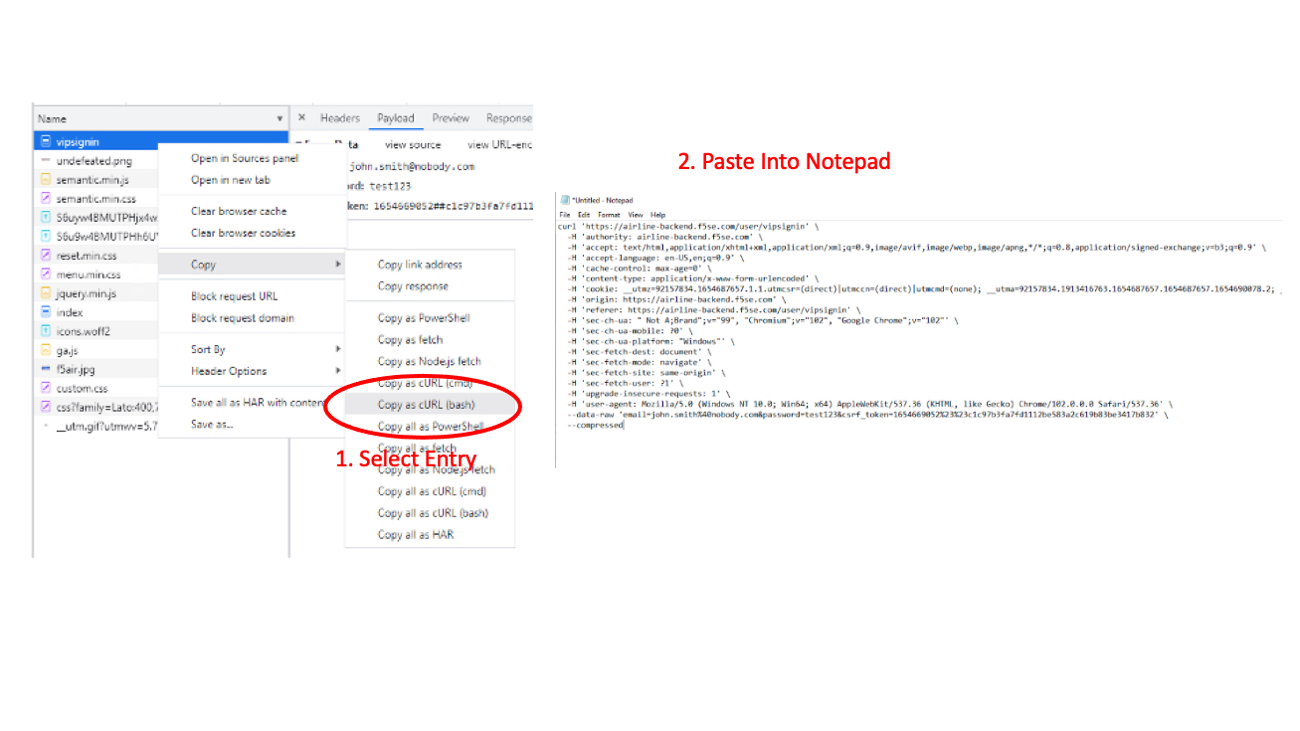 Name
vipsignin
undefeated.png
semantic.min.js
semantic.min.css
S6uyw4BMUTPHjx4w
S6u9w4BMUTPHh6U
reset.min.css
menu.min.css
jquery.min.js
index
icons.woff2
ga.js
f5air.jpg
custom.css
css?family=Lato:400,7
__utm.gif?utmwv=5.7
× Headers Payload Preview Response
ta view source view URL-enc
john.smith@nobody.com
rd: test123
ken: 1654669052##c1c97b3fa7fd111
Open in Sources panel
Open in new tab
Clear browser cache
Clear browser cookies
Copy
Block request URL
Block request domain
Sort By
Header Options
Save all as HAR with content
Save as...
Copy link address
Copy response
Copy as PowerShell
Copy as fetch
Copy as Node.js fetch
Copy as cURL (cmd)
Copy as cURL (bash)
Copy all as PowerShell
Copy all as fetch
Copy all as Node.js fetch
Copy all as cURL (cmd)
Copy all as cURL (bash)
Copy all as HAR
1. Select Entry
2. Paste Into Notepad
*Untitled - Notepad
File Edit Format View Help
curl 'https://airline-backend.f5se.com/user/vipsignin' \
-H 'authority: airline-backend.f5se.com' \
-H 'accept: text/html,application/xhtml+xml,application/xml;q=0.9,image/avif,image/webp,image/apng,*/*;q=0.8,application/signed-exchange;v=b3;q=0.9' \
-H 'accept-language: en-US,en;q=0.9' \
-H 'cache-control: max-age=0' \
-H 'content-type: application/x-www-form-urlencoded' \
-H 'cookie: __utmz=92157834.1654687657.1.1.utmcsr=(direct)|utmccn=(direct)|utmcmd=(none); __utma=92157834.1913416763.1654687657.1654687657.1654690078.2;
-H 'origin: https://airline-backend.f5se.com' \
-H 'referer: https://airline-backend.f5se.com/user/vipsignin' \
-H 'sec-ch-ua: " Not A;Brand";v="99", "Chromium";v="102", "Google Chrome";v="102"' \
-H 'sec-ch-ua-mobile: ?0' \
-H 'sec-ch-ua-platform: "Windows"' \
-H 'sec-fetch-dest: document' \
-H 'sec-fetch-mode: navigate' \
-H 'sec-fetch-site: same-origin' \
-H 'sec-fetch-user: ?1' \
-H 'upgrade-insecure-requests: 1' \
-H 'user-agent: Mozilla/5.0 (Windows NT 10.0; Win64; x64) AppleWebKit/537.36 (KHTML, like Gecko) Chrome/102.0.0.0 Safari/537.36' \
--data-raw 'email=john.smith%40nobody.com&password=test123&csrf_token=1654669052%23%23c1c97b3fa7fd1112be583a2c619b83be3417b832' \
--compressed